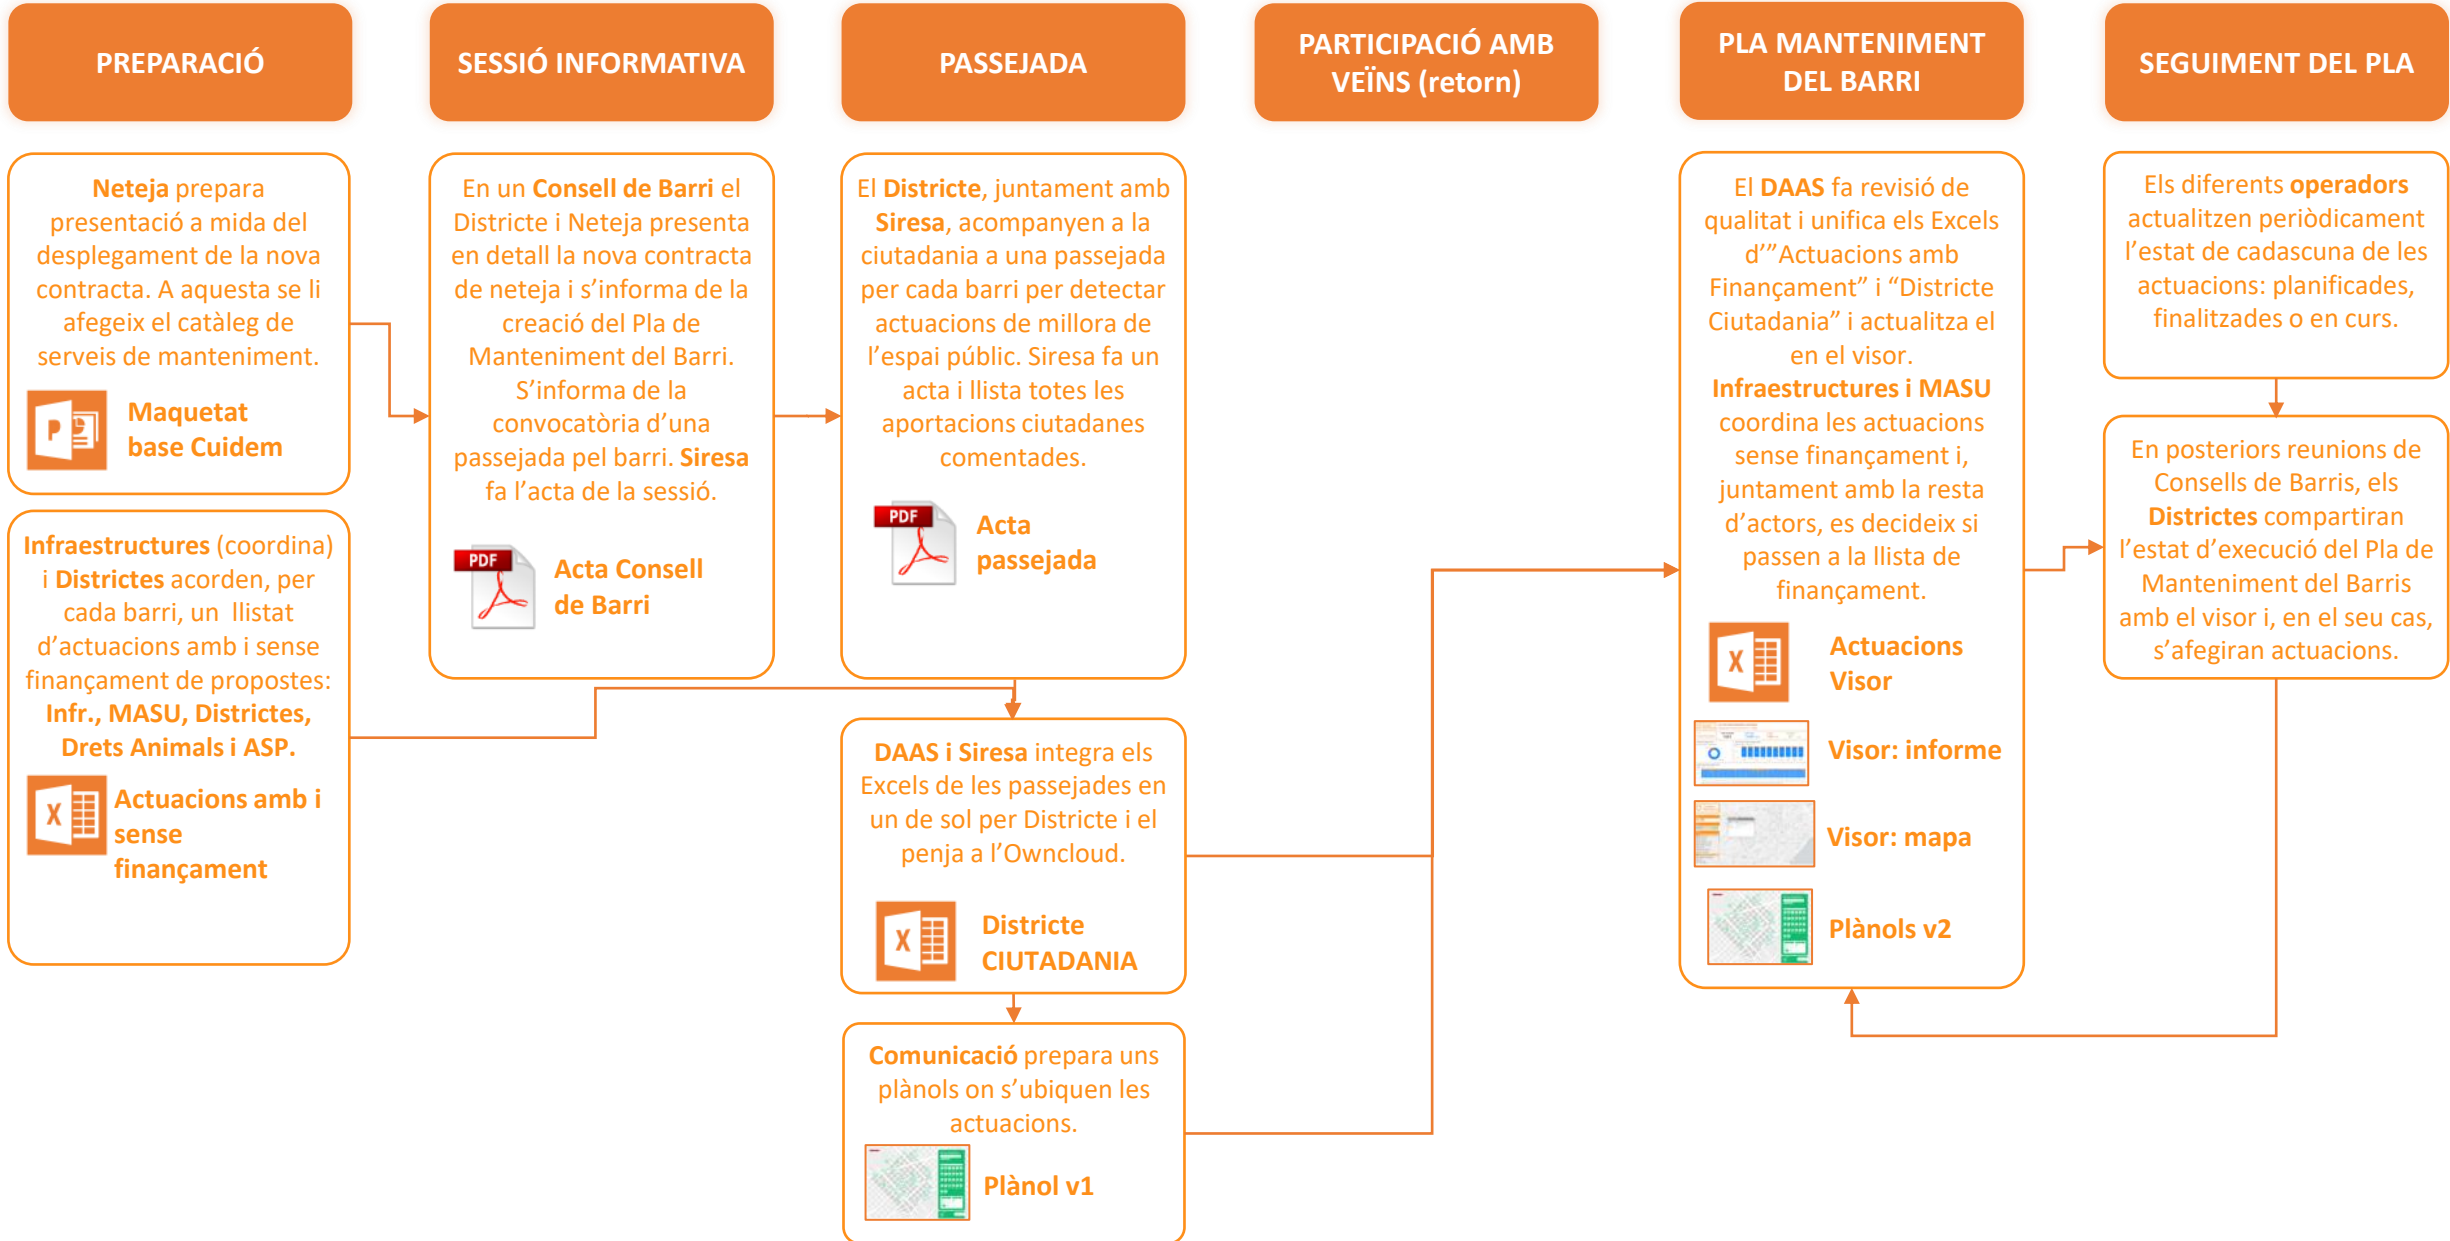 PREPARACIÓ
SESSIÓ INFORMATIVA
PASSEJADA
PARTICIPACIÓ AMB
VEÏNS (retorn)
PLA MANTENIMENT
DEL BARRI
SEGUIMENT DEL PLA
Neteja prepara
presentació a mida del
desplegament de la nova
contracta. A aquesta se li
afegeix el catàleg de
serveis de manteniment.
Maquetat
base Cuidem
Infraestructures (coordina)
i Districtes acorden, per
cada barri, un llistat
d’actuacions amb i sense
finançament de propostes:
Infr., MASU, Districtes,
Drets Animals i ASP.
Actuacions amb i
sense
finançament
En un Consell de Barri el
Districte i Neteja presenta
en detall la nova contracta
de neteja i s’informa de la
creació del Pla de
Manteniment del Barri.
S’informa de la
convocatòria d’una
passejada pel barri. Siresa
fa l’acta de la sessió.
PDF
Acta Consell
de Barri
El Districte, juntament amb
Siresa, acompanyen a la
ciutadania a una passejada
per cada barri per detectar
actuacions de millora de
l’espai públic. Siresa fa un
acta i llista totes les
aportacions ciutadanes
comentades.
PDF
Acta
passejada
DAAS i Siresa integra els
Excels de les passejades en
un de sol per Districte i el
penja a l’Owncloud.
Districte
CIUTADANIA
Comunicació prepara uns
plànols on s’ubiquen les
actuacions.
Plànol v1
El DAAS fa revisió de
qualitat i unifica els Excels
d’”Actuacions amb
Finançament” i “Districte
Ciutadania” i actualitza el
en el visor.
Infraestructures i MASU
coordina les actuacions
sense finançament i,
juntament amb la resta
d’actors, es decideix si
passen a la llista de
finançament.
Actuacions
Visor
Visor: informe
Visor: mapa
Plànols v2
Els diferents operadors
actualitzen periòdicament
l’estat de cadascuna de les
actuacions: planificades,
finalitzades o en curs.
En posteriors reunions de
Consells de Barris, els
Districtes compartiran
l’estat d’execució del Pla de
Manteniment del Barris
amb el visor i, en el seu cas,
s’afegiran actuacions.